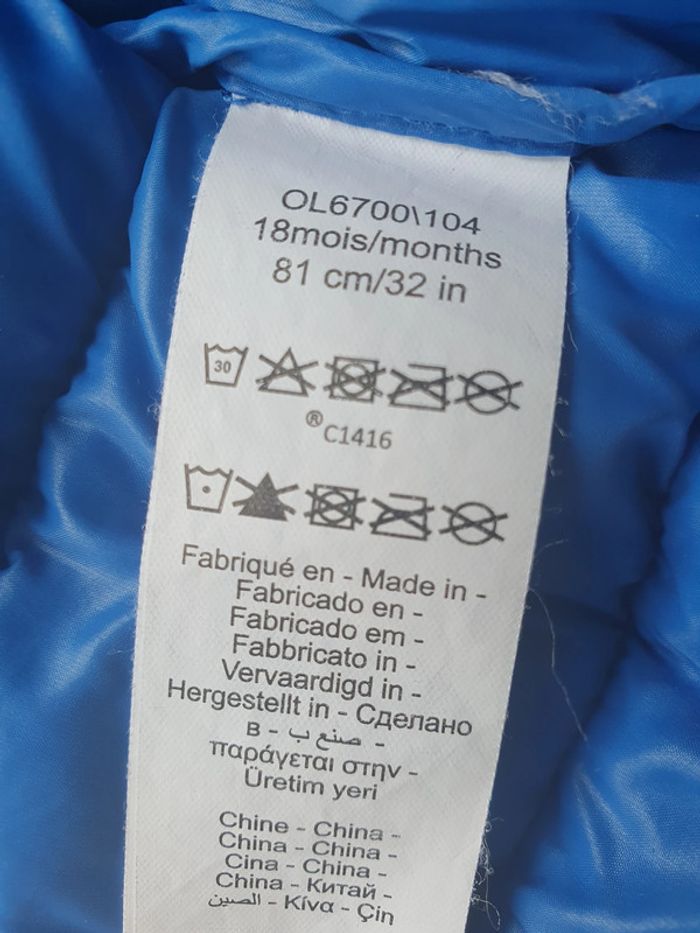 OL6700\104
18mois/months
81 cm/32 in
30
®C1416
Fabriqué en - Made in -
Fabricado en -
Fabricado em -
Fabbricato in -
Vervaardigd in -
Hergestellt in - Сделано
в - صنع ب -
παράγεται στην -
Üretim yeri
Chine - China -
China - China -
Cina - China -
China - Китай -
الصين - Κίνα - Çin